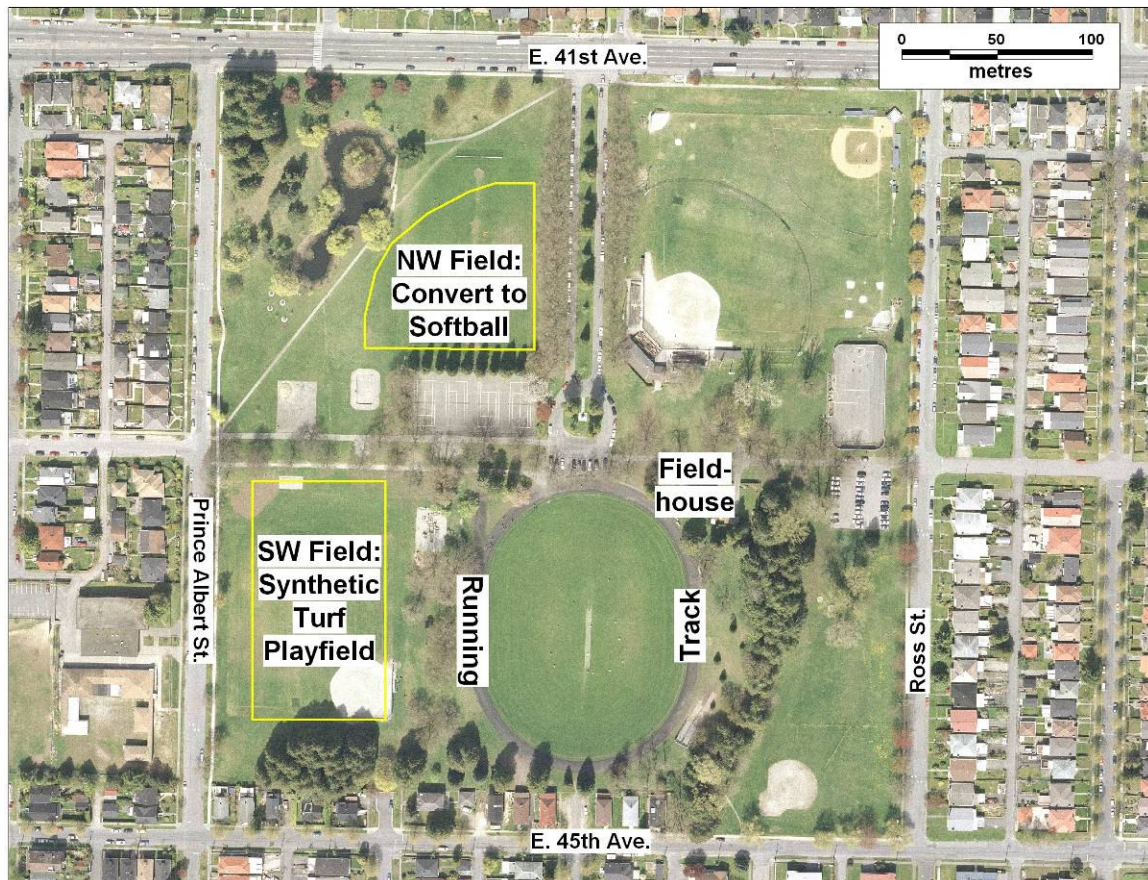 E. 41st Ave.
0 50 100
metres
NW Field:
Convert to
Softball
Field-
house
Prince Albert St.
SW Field:
Synthetic
Turf
Playfield
Running
Track
Ross St.
E. 45th Ave.